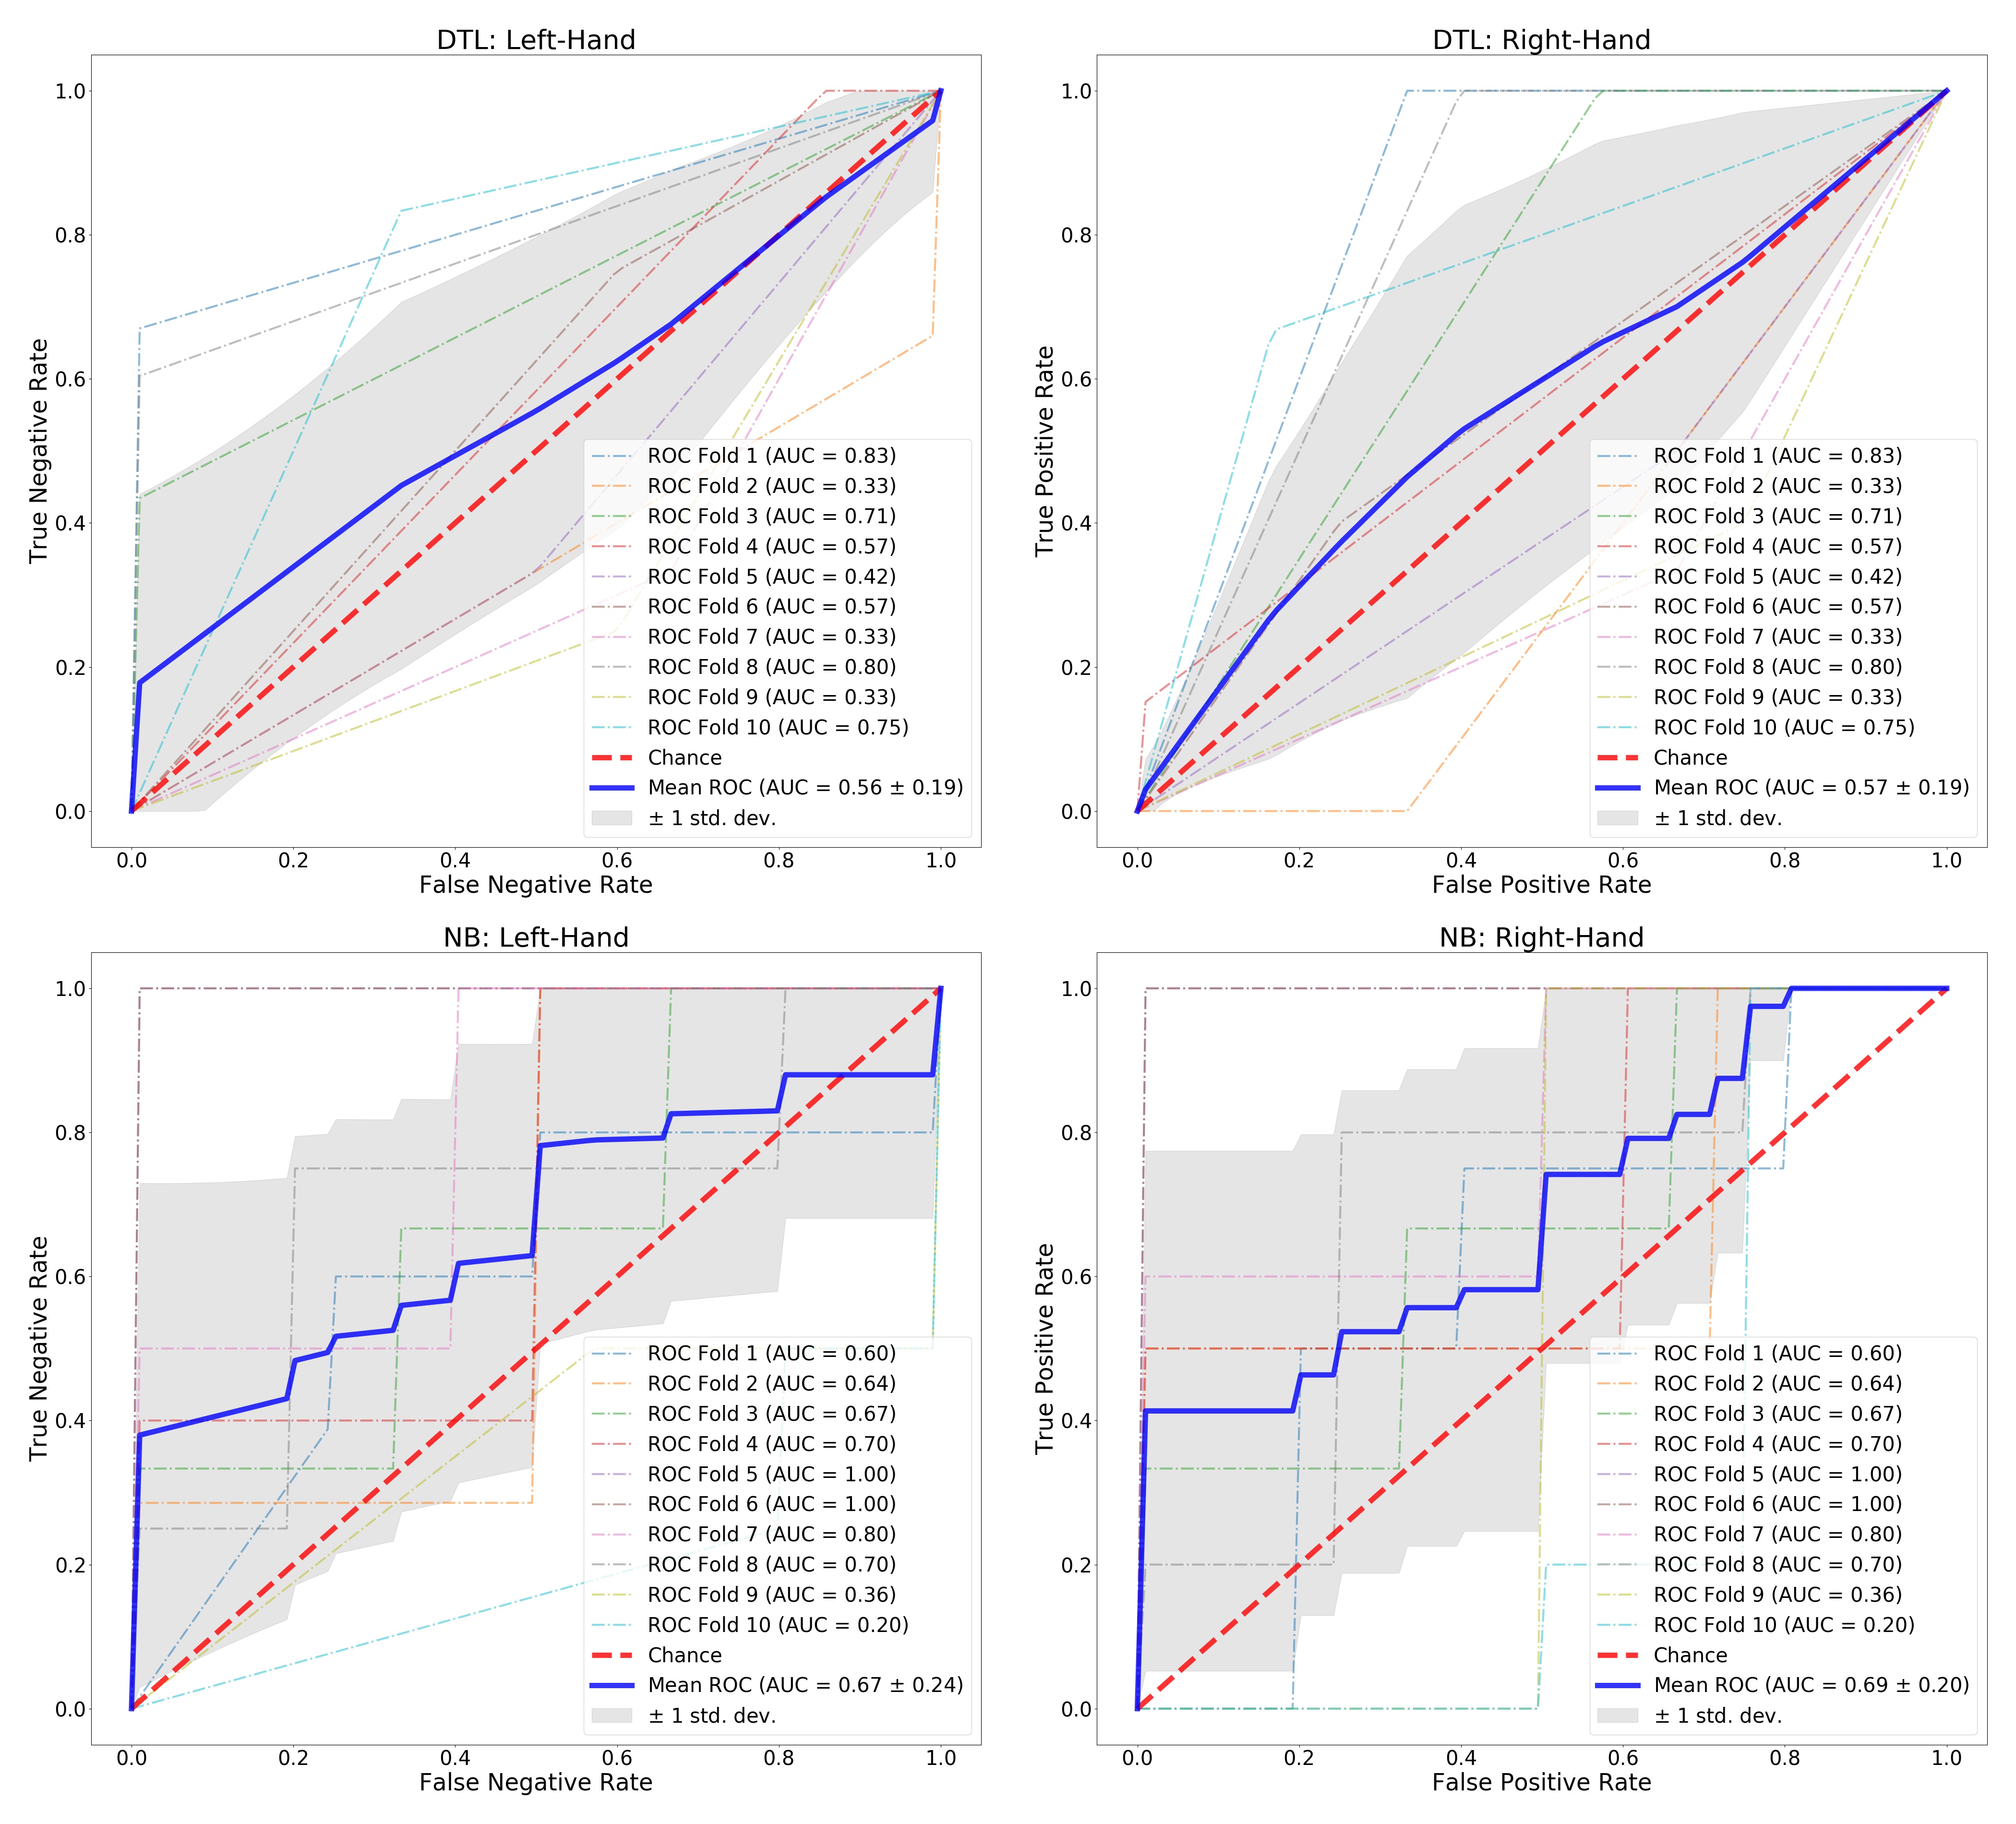 DTL: Left-Hand
True Negative Rate
1.0
0.8
0.6
0.4
0.2
0.0
ROC Fold 1 (AUC = 0.83)
ROC Fold 2 (AUC = 0.33)
ROC Fold 3 (AUC = 0.71)
ROC Fold 4 (AUC = 0.57)
ROC Fold 5 (AUC = 0.42)
ROC Fold 6 (AUC = 0.57)
ROC Fold 7 (AUC = 0.33)
ROC Fold 8 (AUC = 0.80)
ROC Fold 9 (AUC = 0.33)
ROC Fold 10 (AUC = 0.75)
Chance
Mean ROC (AUC = 0.56 ± 0.19)
± 1 std. dev.
0.0 0.2 0.4 0.6 0.8 1.0
False Negative Rate
DTL: Right-Hand
True Positive Rate
1.0
0.8
0.6
0.4
0.2
0.0
ROC Fold 1 (AUC = 0.83)
ROC Fold 2 (AUC = 0.33)
ROC Fold 3 (AUC = 0.71)
ROC Fold 4 (AUC = 0.57)
ROC Fold 5 (AUC = 0.42)
ROC Fold 6 (AUC = 0.57)
ROC Fold 7 (AUC = 0.33)
ROC Fold 8 (AUC = 0.80)
ROC Fold 9 (AUC = 0.33)
ROC Fold 10 (AUC = 0.75)
Chance
Mean ROC (AUC = 0.57 ± 0.19)
± 1 std. dev.
0.0 0.2 0.4 0.6 0.8 1.0
False Positive Rate
NB: Left-Hand
True Negative Rate
1.0
0.8
0.6
0.4
0.2
0.0
ROC Fold 1 (AUC = 0.60)
ROC Fold 2 (AUC = 0.64)
ROC Fold 3 (AUC = 0.67)
ROC Fold 4 (AUC = 0.70)
ROC Fold 5 (AUC = 1.00)
ROC Fold 6 (AUC = 1.00)
ROC Fold 7 (AUC = 0.80)
ROC Fold 8 (AUC = 0.70)
ROC Fold 9 (AUC = 0.36)
ROC Fold 10 (AUC = 0.20)
Chance
Mean ROC (AUC = 0.67 ± 0.24)
± 1 std. dev.
0.0 0.2 0.4 0.6 0.8 1.0
False Negative Rate
NB: Right-Hand
True Positive Rate
1.0
0.8
0.6
0.4
0.2
0.0
ROC Fold 1 (AUC = 0.60)
ROC Fold 2 (AUC = 0.64)
ROC Fold 3 (AUC = 0.67)
ROC Fold 4 (AUC = 0.70)
ROC Fold 5 (AUC = 1.00)
ROC Fold 6 (AUC = 1.00)
ROC Fold 7 (AUC = 0.80)
ROC Fold 8 (AUC = 0.70)
ROC Fold 9 (AUC = 0.36)
ROC Fold 10 (AUC = 0.20)
Chance
Mean ROC (AUC = 0.69 ± 0.20)
± 1 std. dev.
0.0 0.2 0.4 0.6 0.8 1.0
False Positive Rate